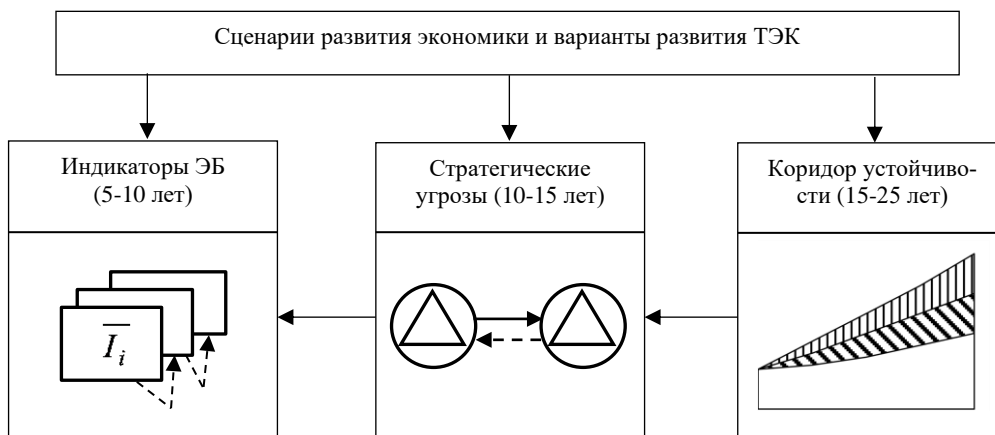 Сценарии развития экономики и варианты развития ТЭК
Индикаторы ЭБ
(5-10 лет)
Стратегические
угрозы (10-15 лет)
Коридор устойчиво-
сти (15-25 лет)
I̅ᵢ